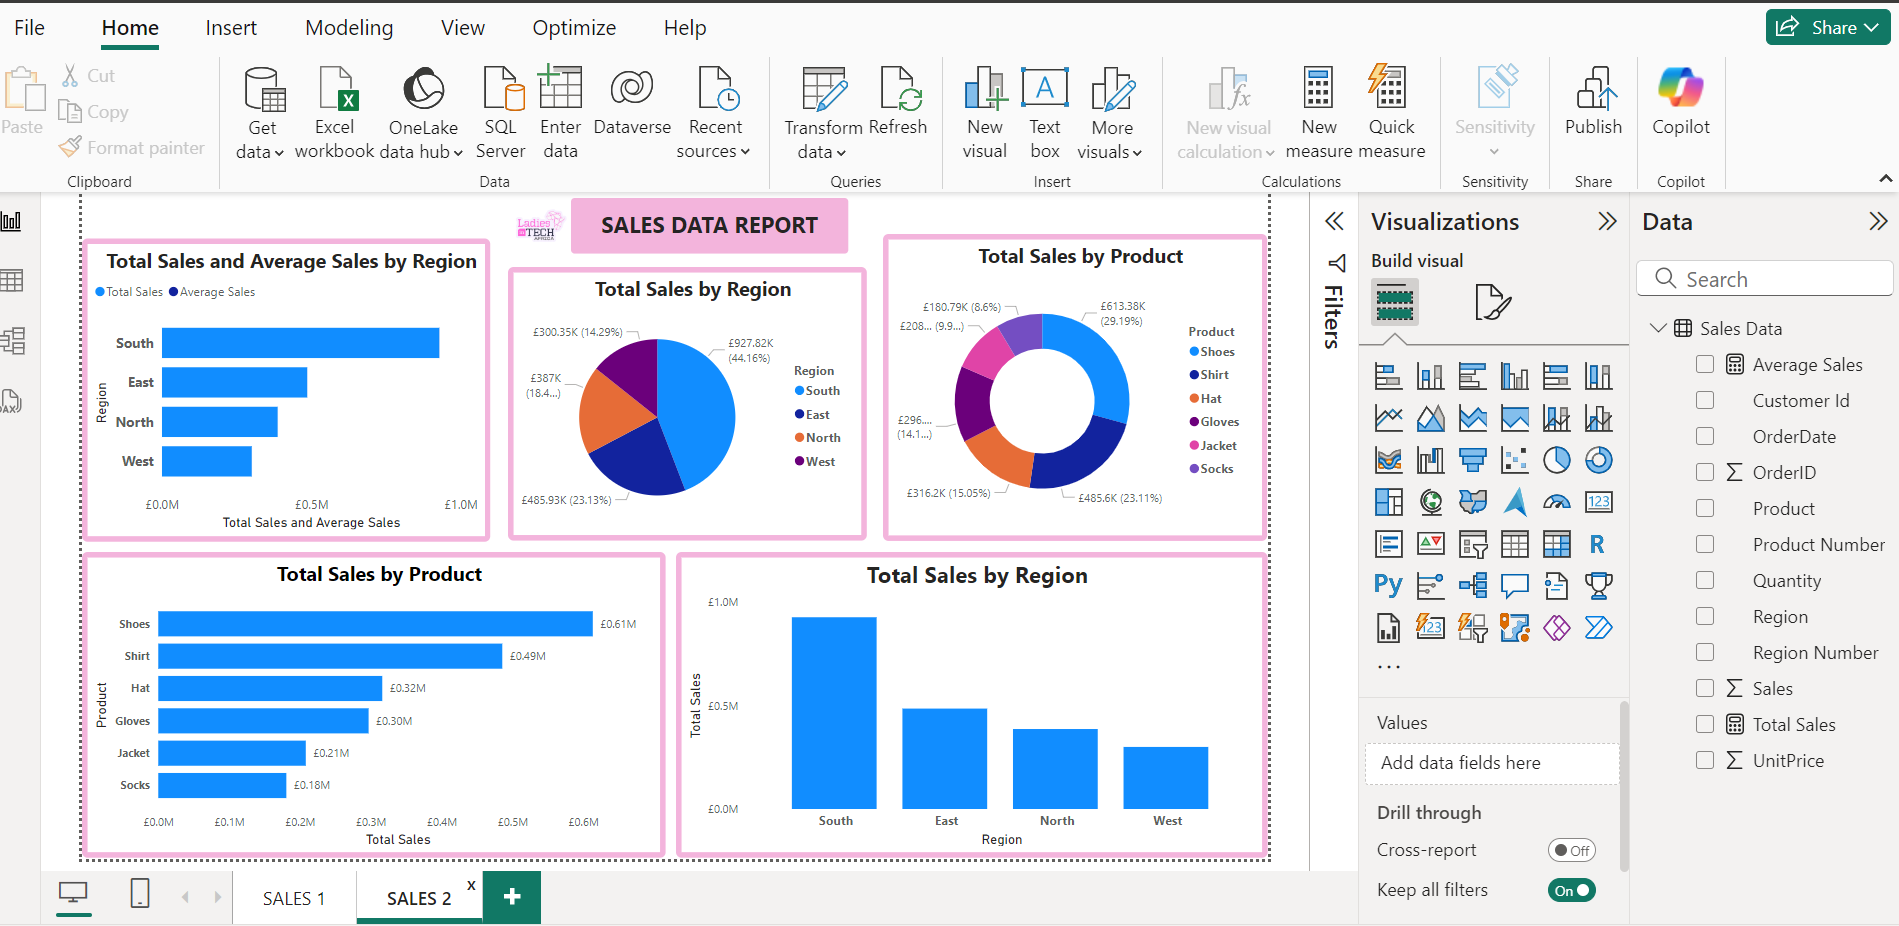 File Home Insert Modeling View Optimize Help Share
Paste
Cut
Copy
Format painter
Clipboard
Get data
Excel workbook
OneLake data hub
SQL Server
Enter data
Dataverse
Recent sources
Data
Transform data
Refresh
Queries
New visual
Text box
More visuals
Insert
New visual calculation
New measure
Quick measure
Calculations
Sensitivity
Sensitivity
Publish
Share
Copilot
Copilot
Ladies
IN TECH
AFRICA
SALES DATA REPORT
Total Sales and Average Sales by Region
Total Sales Average Sales
Region
South
East
North
West
£0.0M £0.5M £1.0M
Total Sales and Average Sales
Total Sales by Region
£300.35K (14.29%)
£927.82K
(44.16%)
£387K
(18.4...)
£485.93K (23.13%)
Region
South
East
North
West
Total Sales by Product
£180.79K (8.6%)
£613.38K
(29.19%)
£208... (9.9...)
£296....
(14.1...)
£316.2K (15.05%)
£485.6K (23.11%)
Product
Shoes
Shirt
Hat
Gloves
Jacket
Socks
Total Sales by Product
Product
Shoes £0.61M
Shirt £0.49M
Hat £0.32M
Gloves £0.30M
Jacket £0.21M
Socks £0.18M
£0.0M £0.1M £0.2M £0.3M £0.4M £0.5M £0.6M
Total Sales
Total Sales by Region
Total Sales
£1.0M
£0.5M
£0.0M
South East North West
Region
SALES 1 SALES 2 x +
Filters
Visualizations
Build visual
123
R
Py
123
...
Values
Add data fields here
Drill through
Cross-report Off
Keep all filters On
Data
Search
Sales Data
Average Sales
Customer Id
OrderDate
OrderID
Product
Product Number
Quantity
Region
Region Number
Sales
Total Sales
UnitPrice